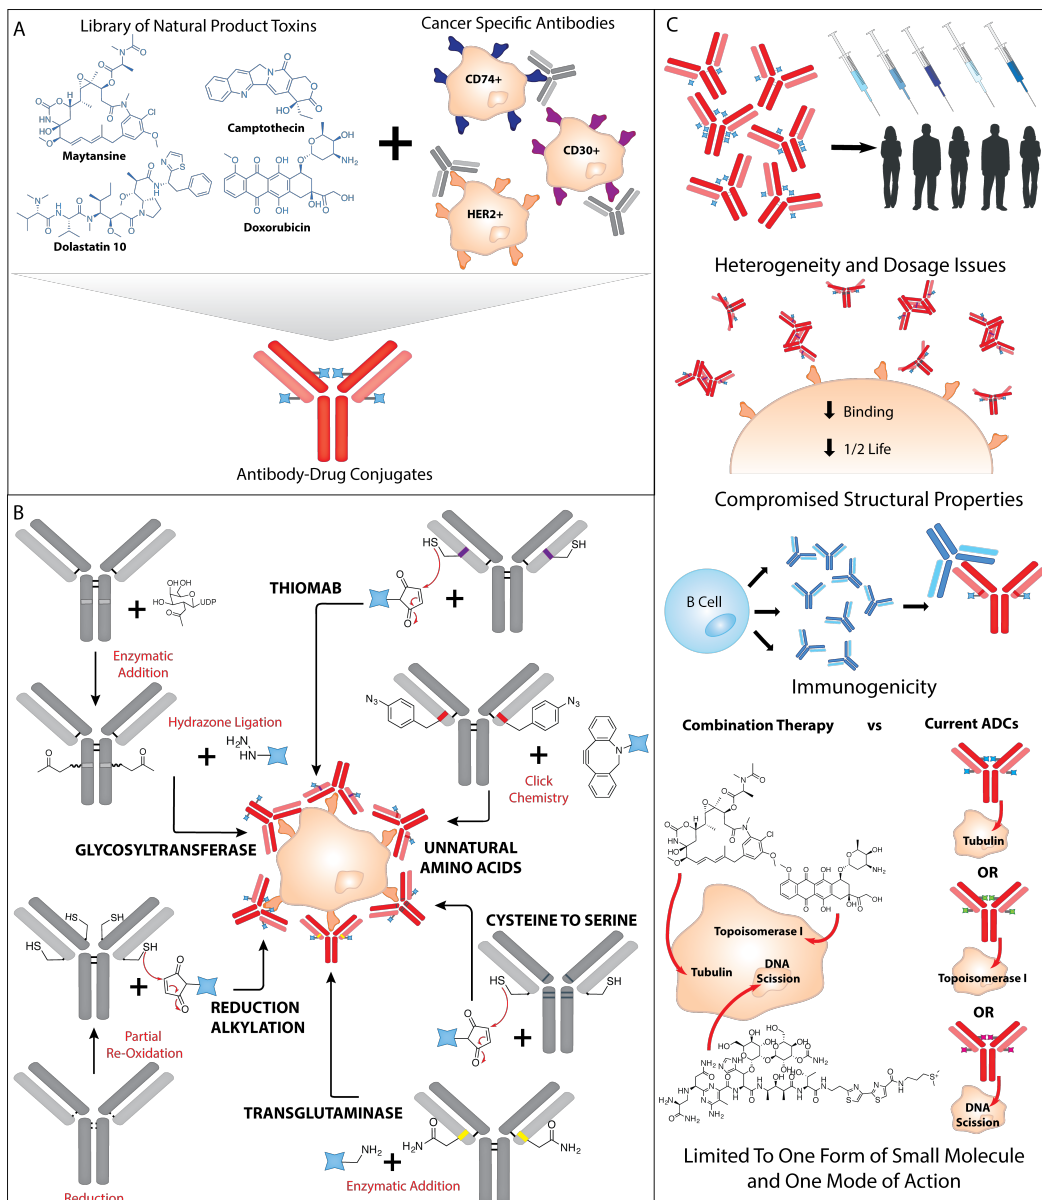 A
Library of Natural Product Toxins
Cancer Specific Antibodies
Maytansine
Camptothecin
Dolastatin 10
Doxorubicin
CD74+
CD30+
HER2+
Antibody-Drug Conjugates
B
THIOMAB
Enzymatic
Addition
UDP
Hydrazone Ligation
Click
Chemistry
GLYCOSYLTRANSFERASE
UNNATURAL
AMINO ACIDS
CYSTEINE TO SERINE
REDUCTION
ALKYLATION
Partial
Re-Oxidation
TRANSGLUTAMINASE
Enzymatic Addition
Reduction
C
Heterogeneity and Dosage Issues
Binding
1/2 Life
Compromised Structural Properties
B Cell
Immunogenicity
Combination Therapy vs Current ADCs
Tubulin
OR
Topoisomerase I
OR
DNA
Scission
Topoisomerase I
Tubulin
DNA
Scission
Limited To One Form of Small Molecule
and One Mode of Action